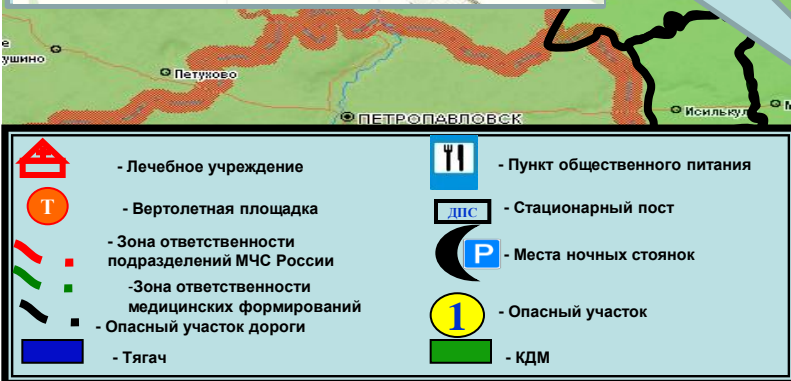 е
ушино
Петухово
ПЕТРОПАВЛОВСК
Исилькул
М
- Лечебное учреждение
Т
- Вертолетная площадка
- Зона ответственности
подразделений МЧС России
-Зона ответственности
медицинских формирований
- Опасный участок дороги
- Тягач
- Пункт общественного питания
ДПС
- Стационарный пост
P
- Места ночных стоянок
1
- Опасный участок
- КДМ